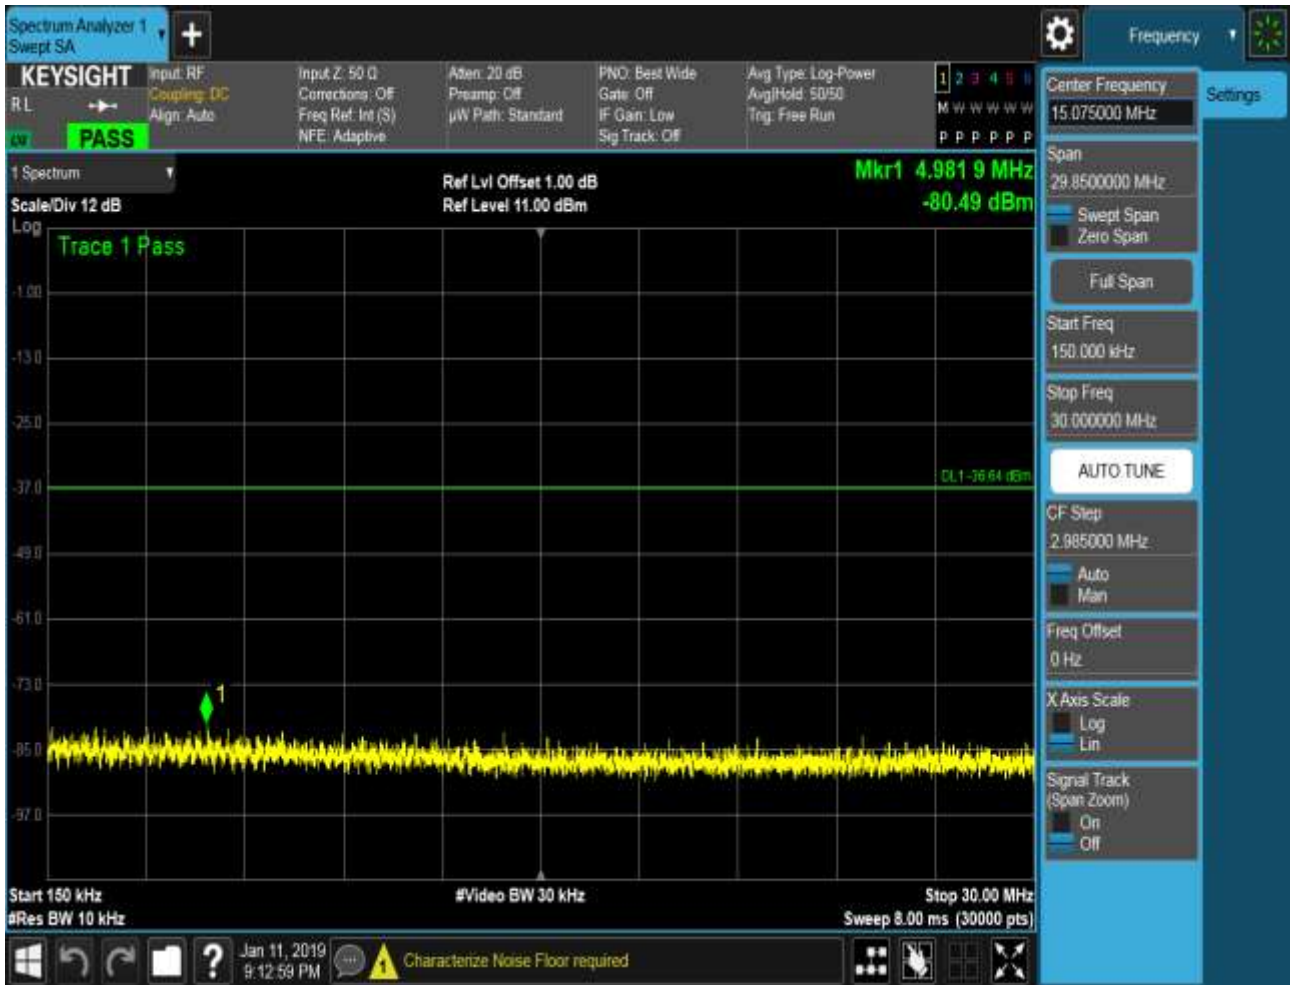 Spectrum Analyzer 1
Swept SA
+
Frequency
KEYSIGHT
Input: RF
Coupling: DC
Align: Auto
Input Z: 50 Ω
Corrections: Off
Freq Ref: Int (S)
NFE: Adaptive
Atten: 20 dB
Preamp: Off
µW Path: Standard
PNO: Best Wide
Gate: Off
IF Gain: Low
Sig Track: Off
Avg Type: Log-Power
Avg|Hold: 50/50
Trig: Free Run
1 2 3 4 5 6
M W W W W W
P P P P P P
R L
PASS
1 Spectrum
Scale/Div 12 dB
Ref Lvl Offset 1.00 dB
Ref Level 11.00 dBm
Mkr1 4.981 9 MHz
-80.49 dBm
Log
Trace 1 Pass
-1.00
-13.0
-25.0
-37.0
DL1 -36.64 dBm
-49.0
-61.0
-73.0
1
-85.0
-97.0
Start 150 kHz
#Video BW 30 kHz
Stop 30.00 MHz
#Res BW 10 kHz
Sweep 8.00 ms (30000 pts)
Center Frequency
15.075000 MHz
Settings
Span
29.8500000 MHz
Swept Span
Zero Span
Full Span
Start Freq
150.000 kHz
Stop Freq
30.000000 MHz
AUTO TUNE
CF Step
2.985000 MHz
Auto
Man
Freq Offset
0 Hz
X Axis Scale
Log
Lin
Signal Track
(Span Zoom)
On
Off
?
Jan 11, 2019
9:12:59 PM
1
Characterize Noise Floor required